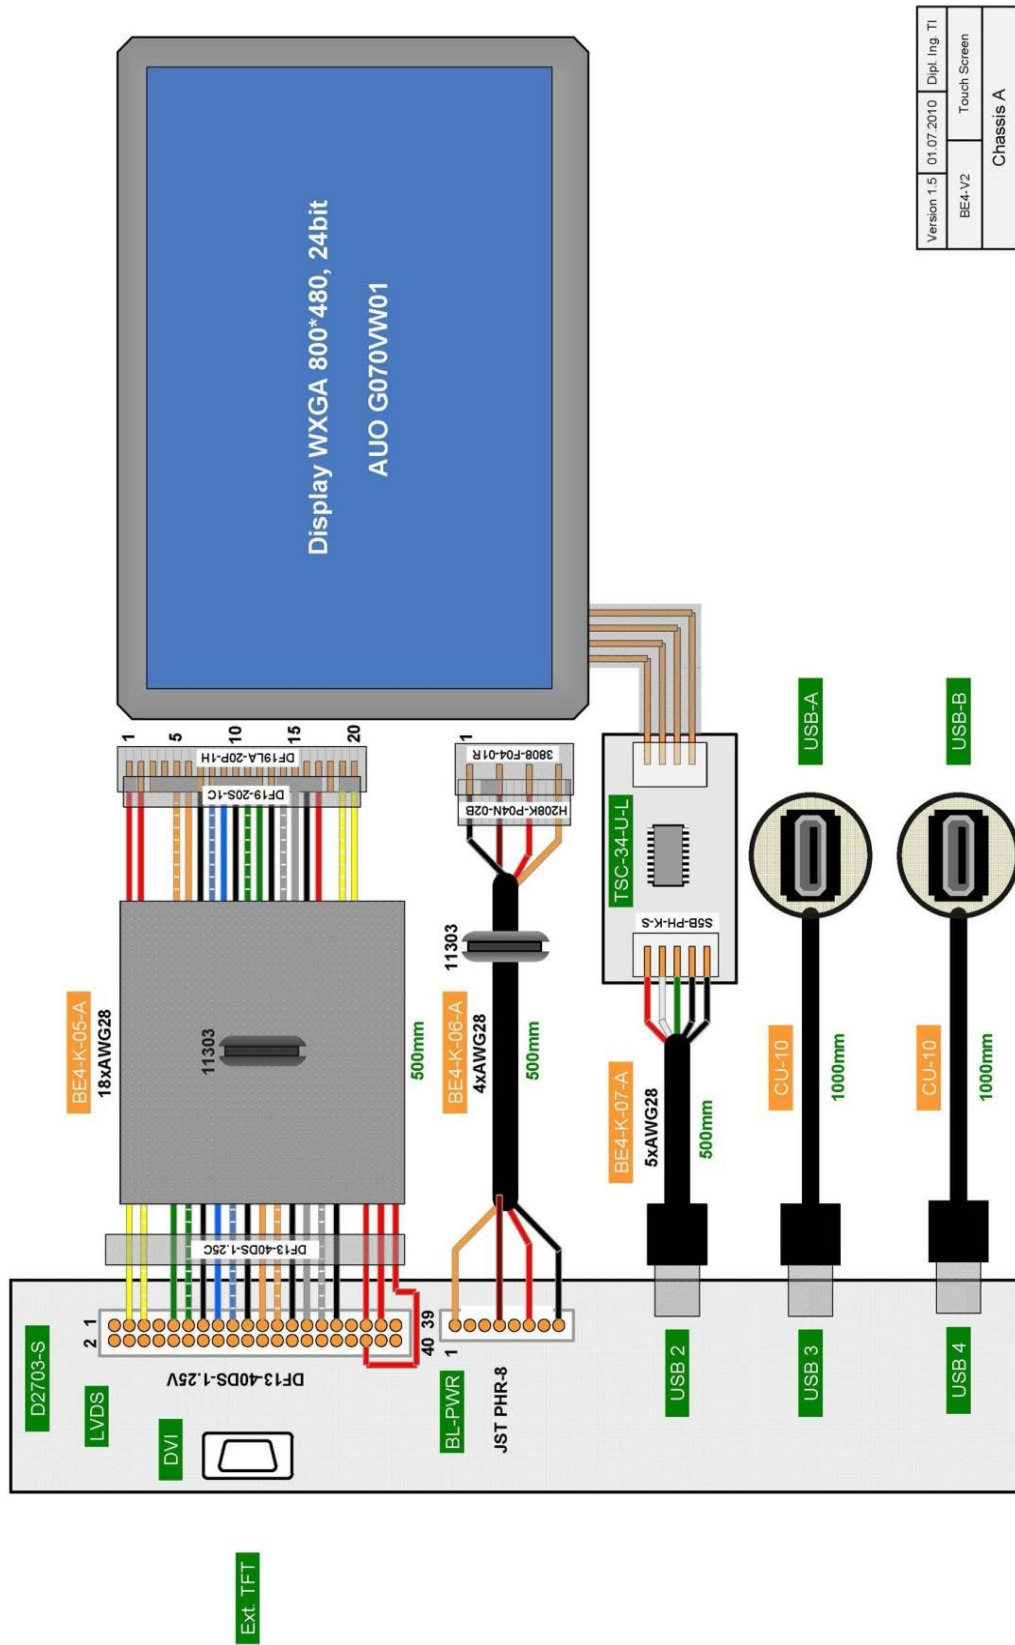 Version 1.5 01.07.2010 Dipl. Ing. TI
BE4-V2 Touch Screen
Chassis A
Display WXGA 800*480, 24bit
AUO G070VW01
1 5 10 15 20
DF19LA-20P-1H
DF19-20S-1C
BE4-K-05-A
18xAWG28
11303
500mm
DF13-40DS-1.25C
1
3808-F04-01R
H208K-P04N-02B
11303
BE4-K-06-A
4xAWG28
500mm
TSC-34-U-L
S5B-PH-K-S
BE4-K-07-A
5xAWG28
500mm
USB-A
CU-10
1000mm
USB-B
CU-10
1000mm
D2703-S
LVDS
2 1
40 39
DF13-40DS-1.25V
DVI
BL-PWR
1
JST PHR-8
USB 2
USB 3
USB 4
Ext. TFT